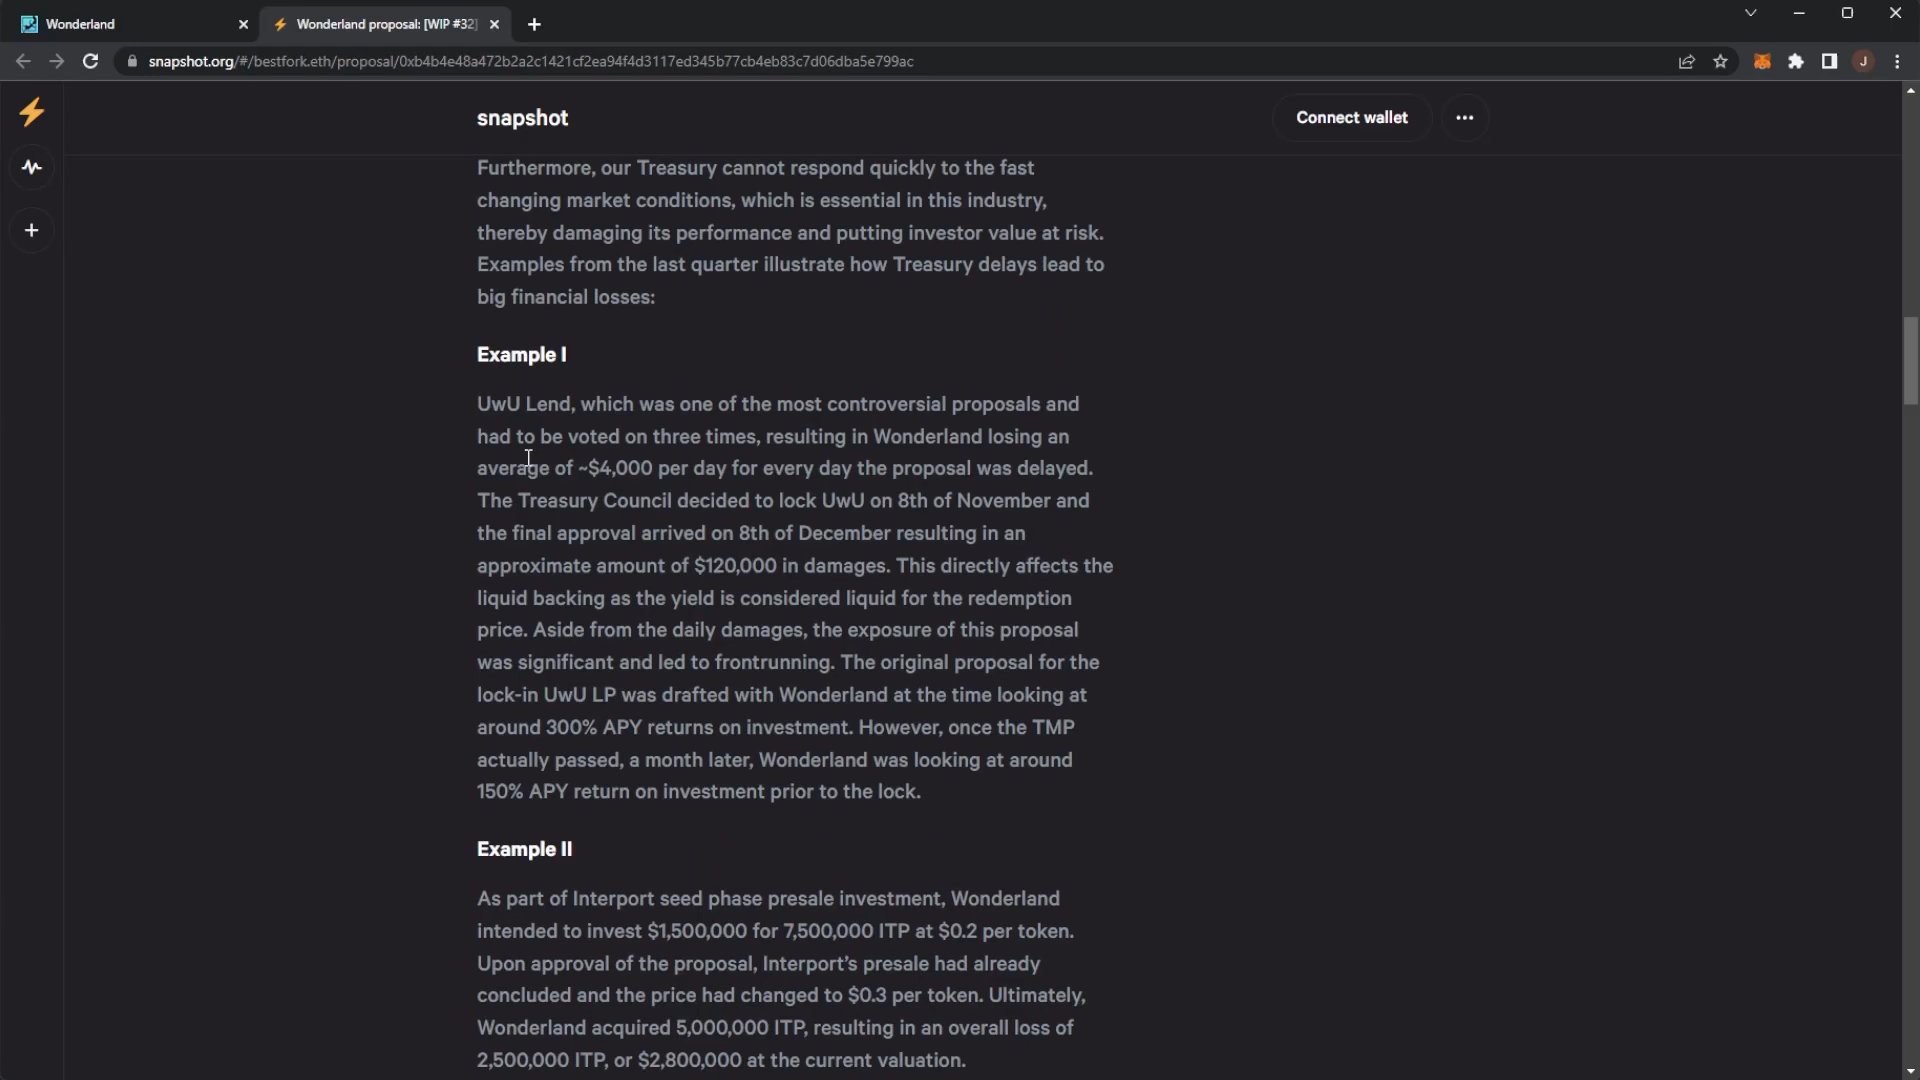 Wonderland
Wonderland proposal: [WIP #32]
snapshot.org/#/bestfork.eth/proposal/0xb4b4e48a472b2a2c1421cf2ea94f4d3117ed345b77cb4eb83c7d06dba5e799ac
J
snapshot
Connect wallet
Furthermore, our Treasury cannot respond quickly to the fast
changing market conditions, which is essential in this industry,
thereby damaging its performance and putting investor value at risk.
Examples from the last quarter illustrate how Treasury delays lead to
big financial losses:
Example I
UwU Lend, which was one of the most controversial proposals and
had to be voted on three times, resulting in Wonderland losing an
average of ~$4,000 per day for every day the proposal was delayed.
The Treasury Council decided to lock UwU on 8th of November and
the final approval arrived on 8th of December resulting in an
approximate amount of $120,000 in damages. This directly affects the
liquid backing as the yield is considered liquid for the redemption
price. Aside from the daily damages, the exposure of this proposal
was significant and led to frontrunning. The original proposal for the
lock-in UwU LP was drafted with Wonderland at the time looking at
around 300% APY returns on investment. However, once the TMP
actually passed, a month later, Wonderland was looking at around
150% APY return on investment prior to the lock.
Example II
As part of Interport seed phase presale investment, Wonderland
intended to invest $1,500,000 for 7,500,000 ITP at $0.2 per token.
Upon approval of the proposal, Interport’s presale had already
concluded and the price had changed to $0.3 per token. Ultimately,
Wonderland acquired 5,000,000 ITP, resulting in an overall loss of
2,500,000 ITP, or $2,800,000 at the current valuation.